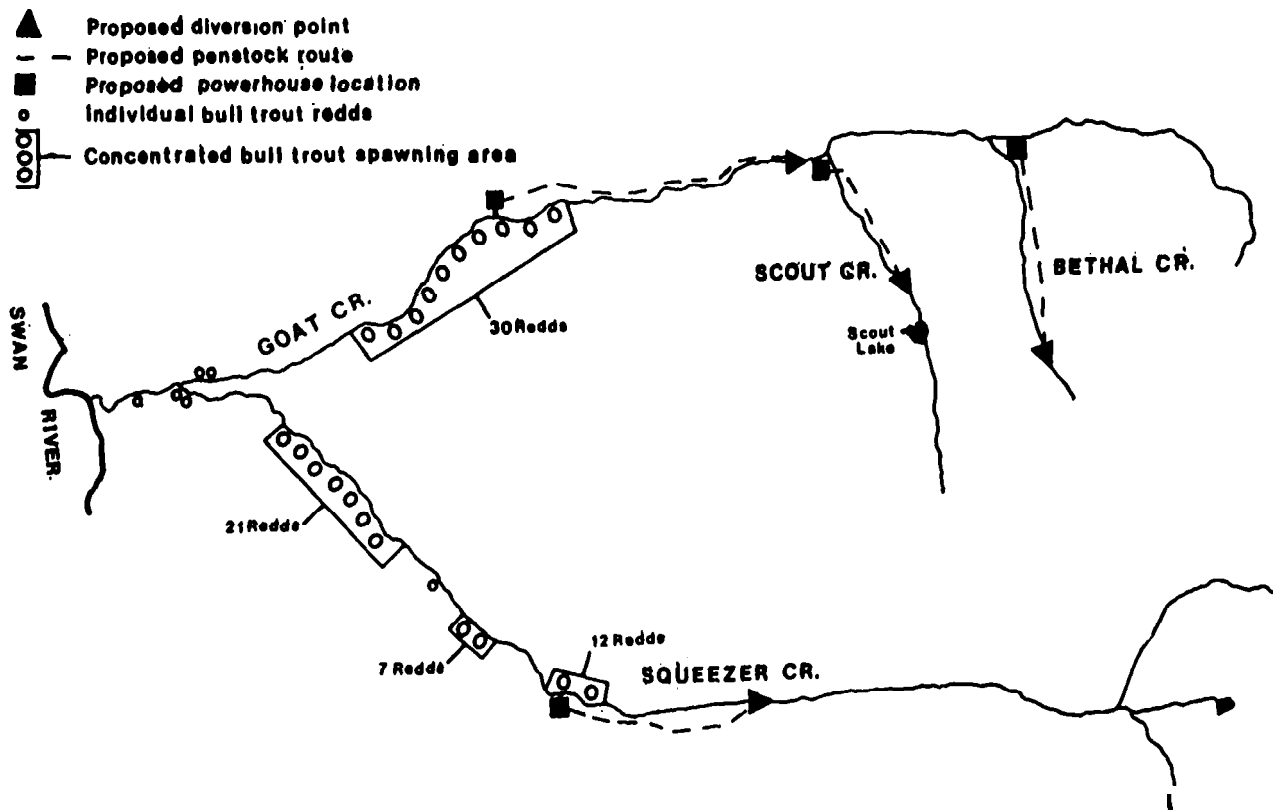 Proposed diversion point
Proposed penstock route
Proposed powerhouse location
Individual bull trout redds
Concentrated bull trout spawning area
GOAT CR.
30 Redds
SCOUT CR.
BETHAL CR.
Scout
Lake
SWAN
RIVER
21 Redds
7 Redds
12 Redds
SQUEEZER CR.